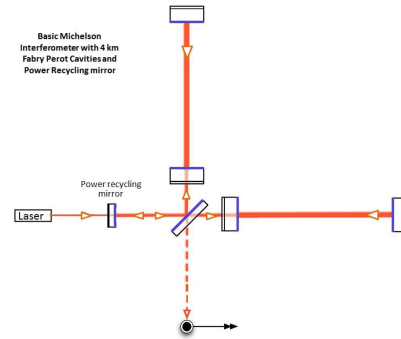 Basic Michelson
Interferometer with 4 km
Fabry Perot Cavities and
Power Recycling mirror
Power recycling
mirror
Laser